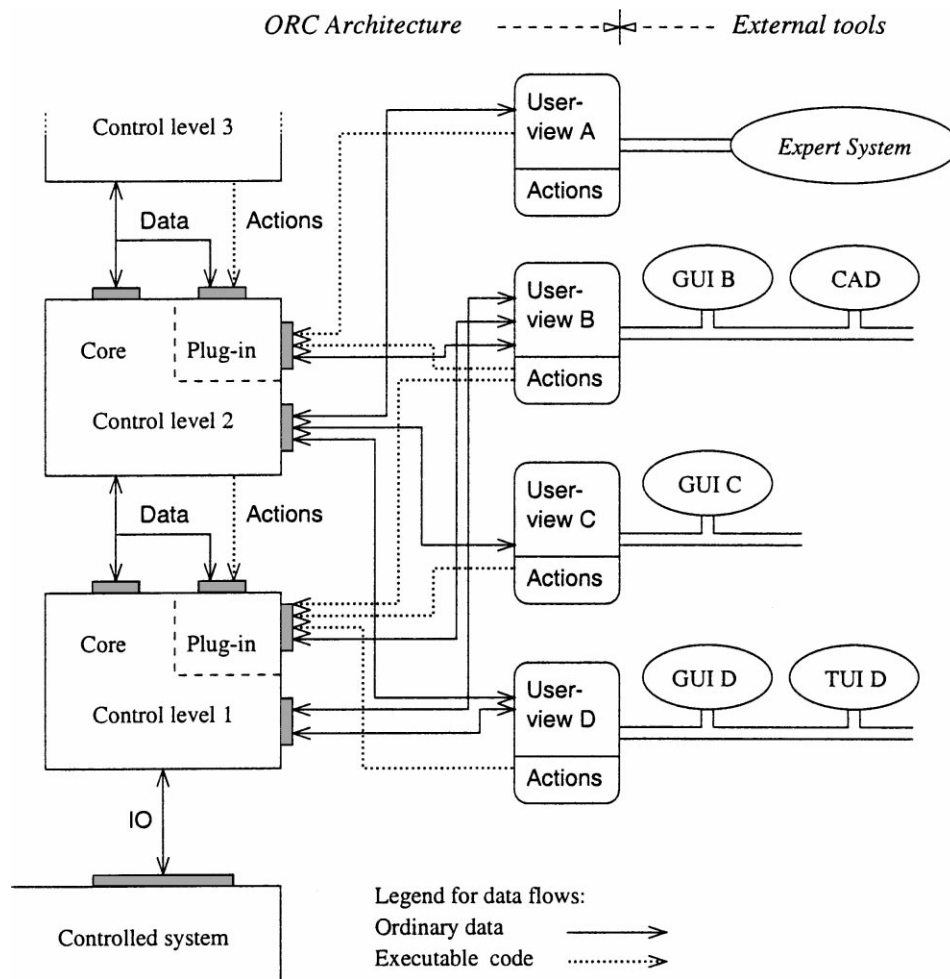 ORC Architecture
External tools
Control level 3
Data
Actions
Core
Plug-in
Control level 2
Data
Actions
Core
Plug-in
Control level 1
IO
Controlled system
User-
view A
Actions
Expert System
User-
view B
Actions
GUI B
CAD
User-
view C
Actions
GUI C
User-
view D
Actions
GUI D
TUI D
Legend for data flows:
Ordinary data
Executable code